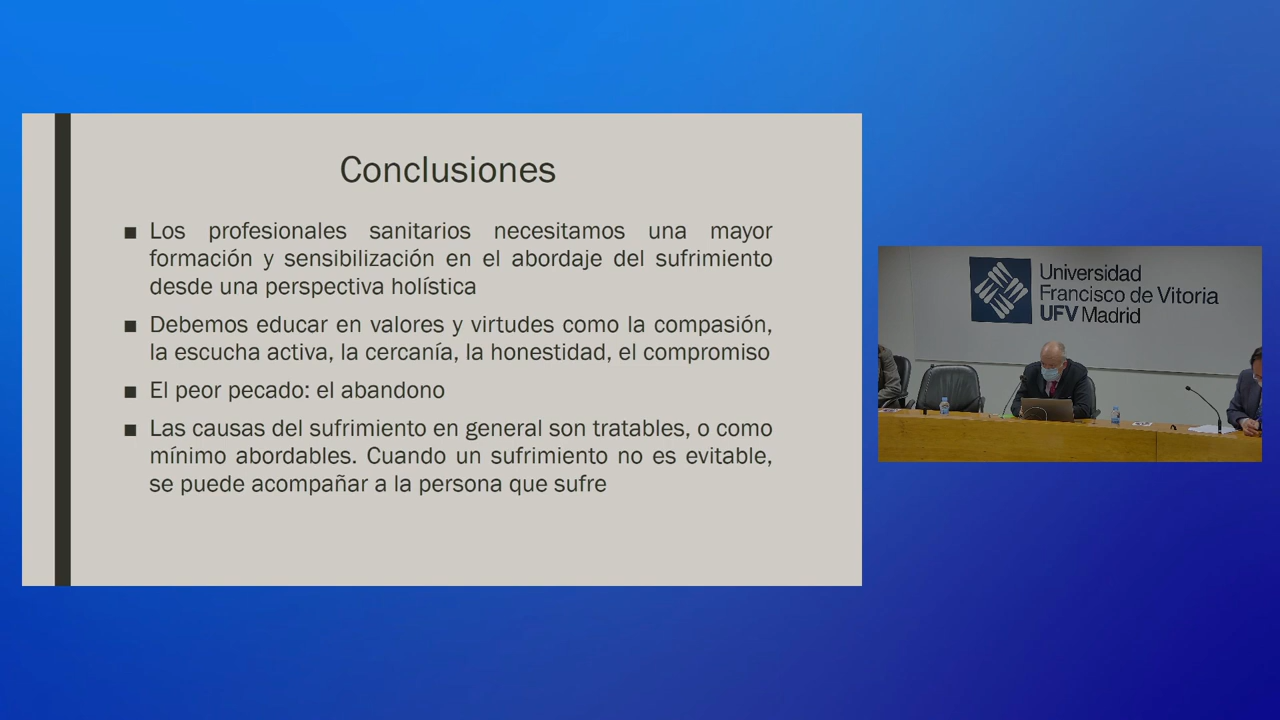 Conclusiones
■ Los profesionales sanitarios necesitamos una mayor
formación y sensibilización en el abordaje del sufrimiento
desde una perspectiva holística
■ Debemos educar en valores y virtudes como la compasión,
la escucha activa, la cercanía, la honestidad, el compromiso
■ El peor pecado: el abandono
■ Las causas del sufrimiento en general son tratables, o como
mínimo abordables. Cuando un sufrimiento no es evitable,
se puede acompañar a la persona que sufre
Universidad
Francisco de Vitoria
UFV Madrid